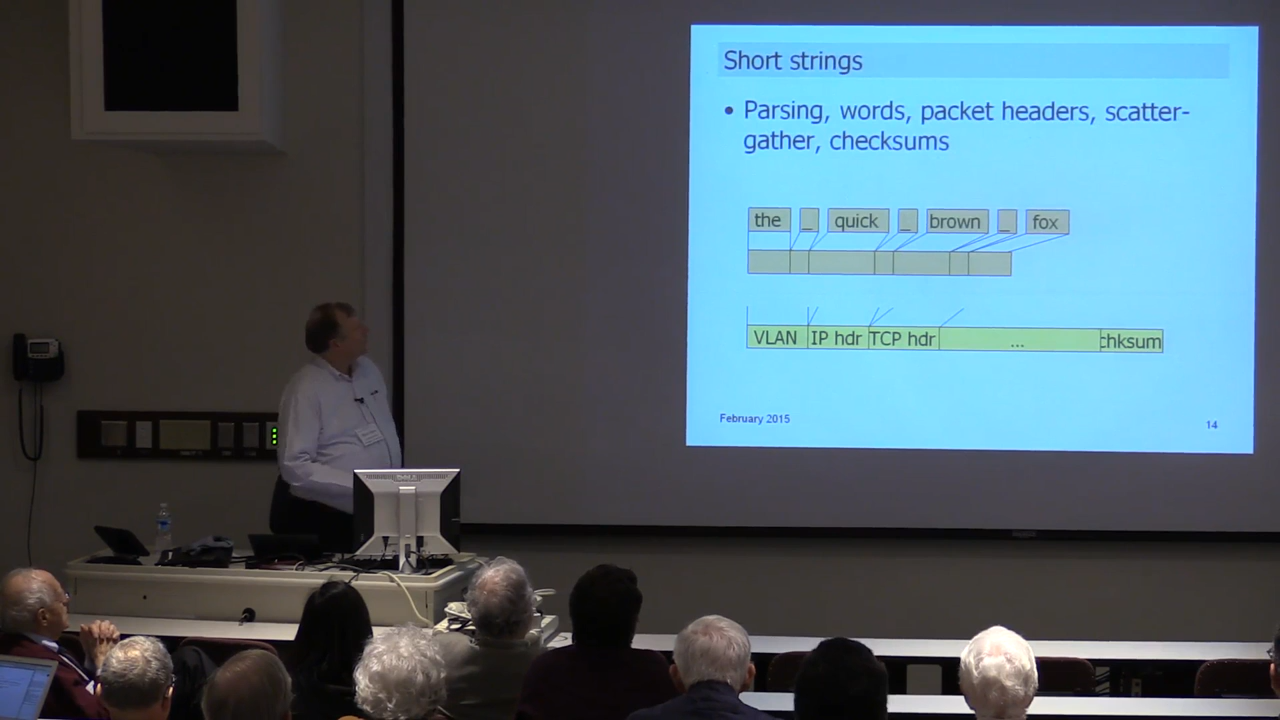 Short strings
• Parsing, words, packet headers, scatter-
gather, checksums
the _ quick _ brown _ fox
VLAN IP hdr TCP hdr ... chksum
February 2015
14
DELL